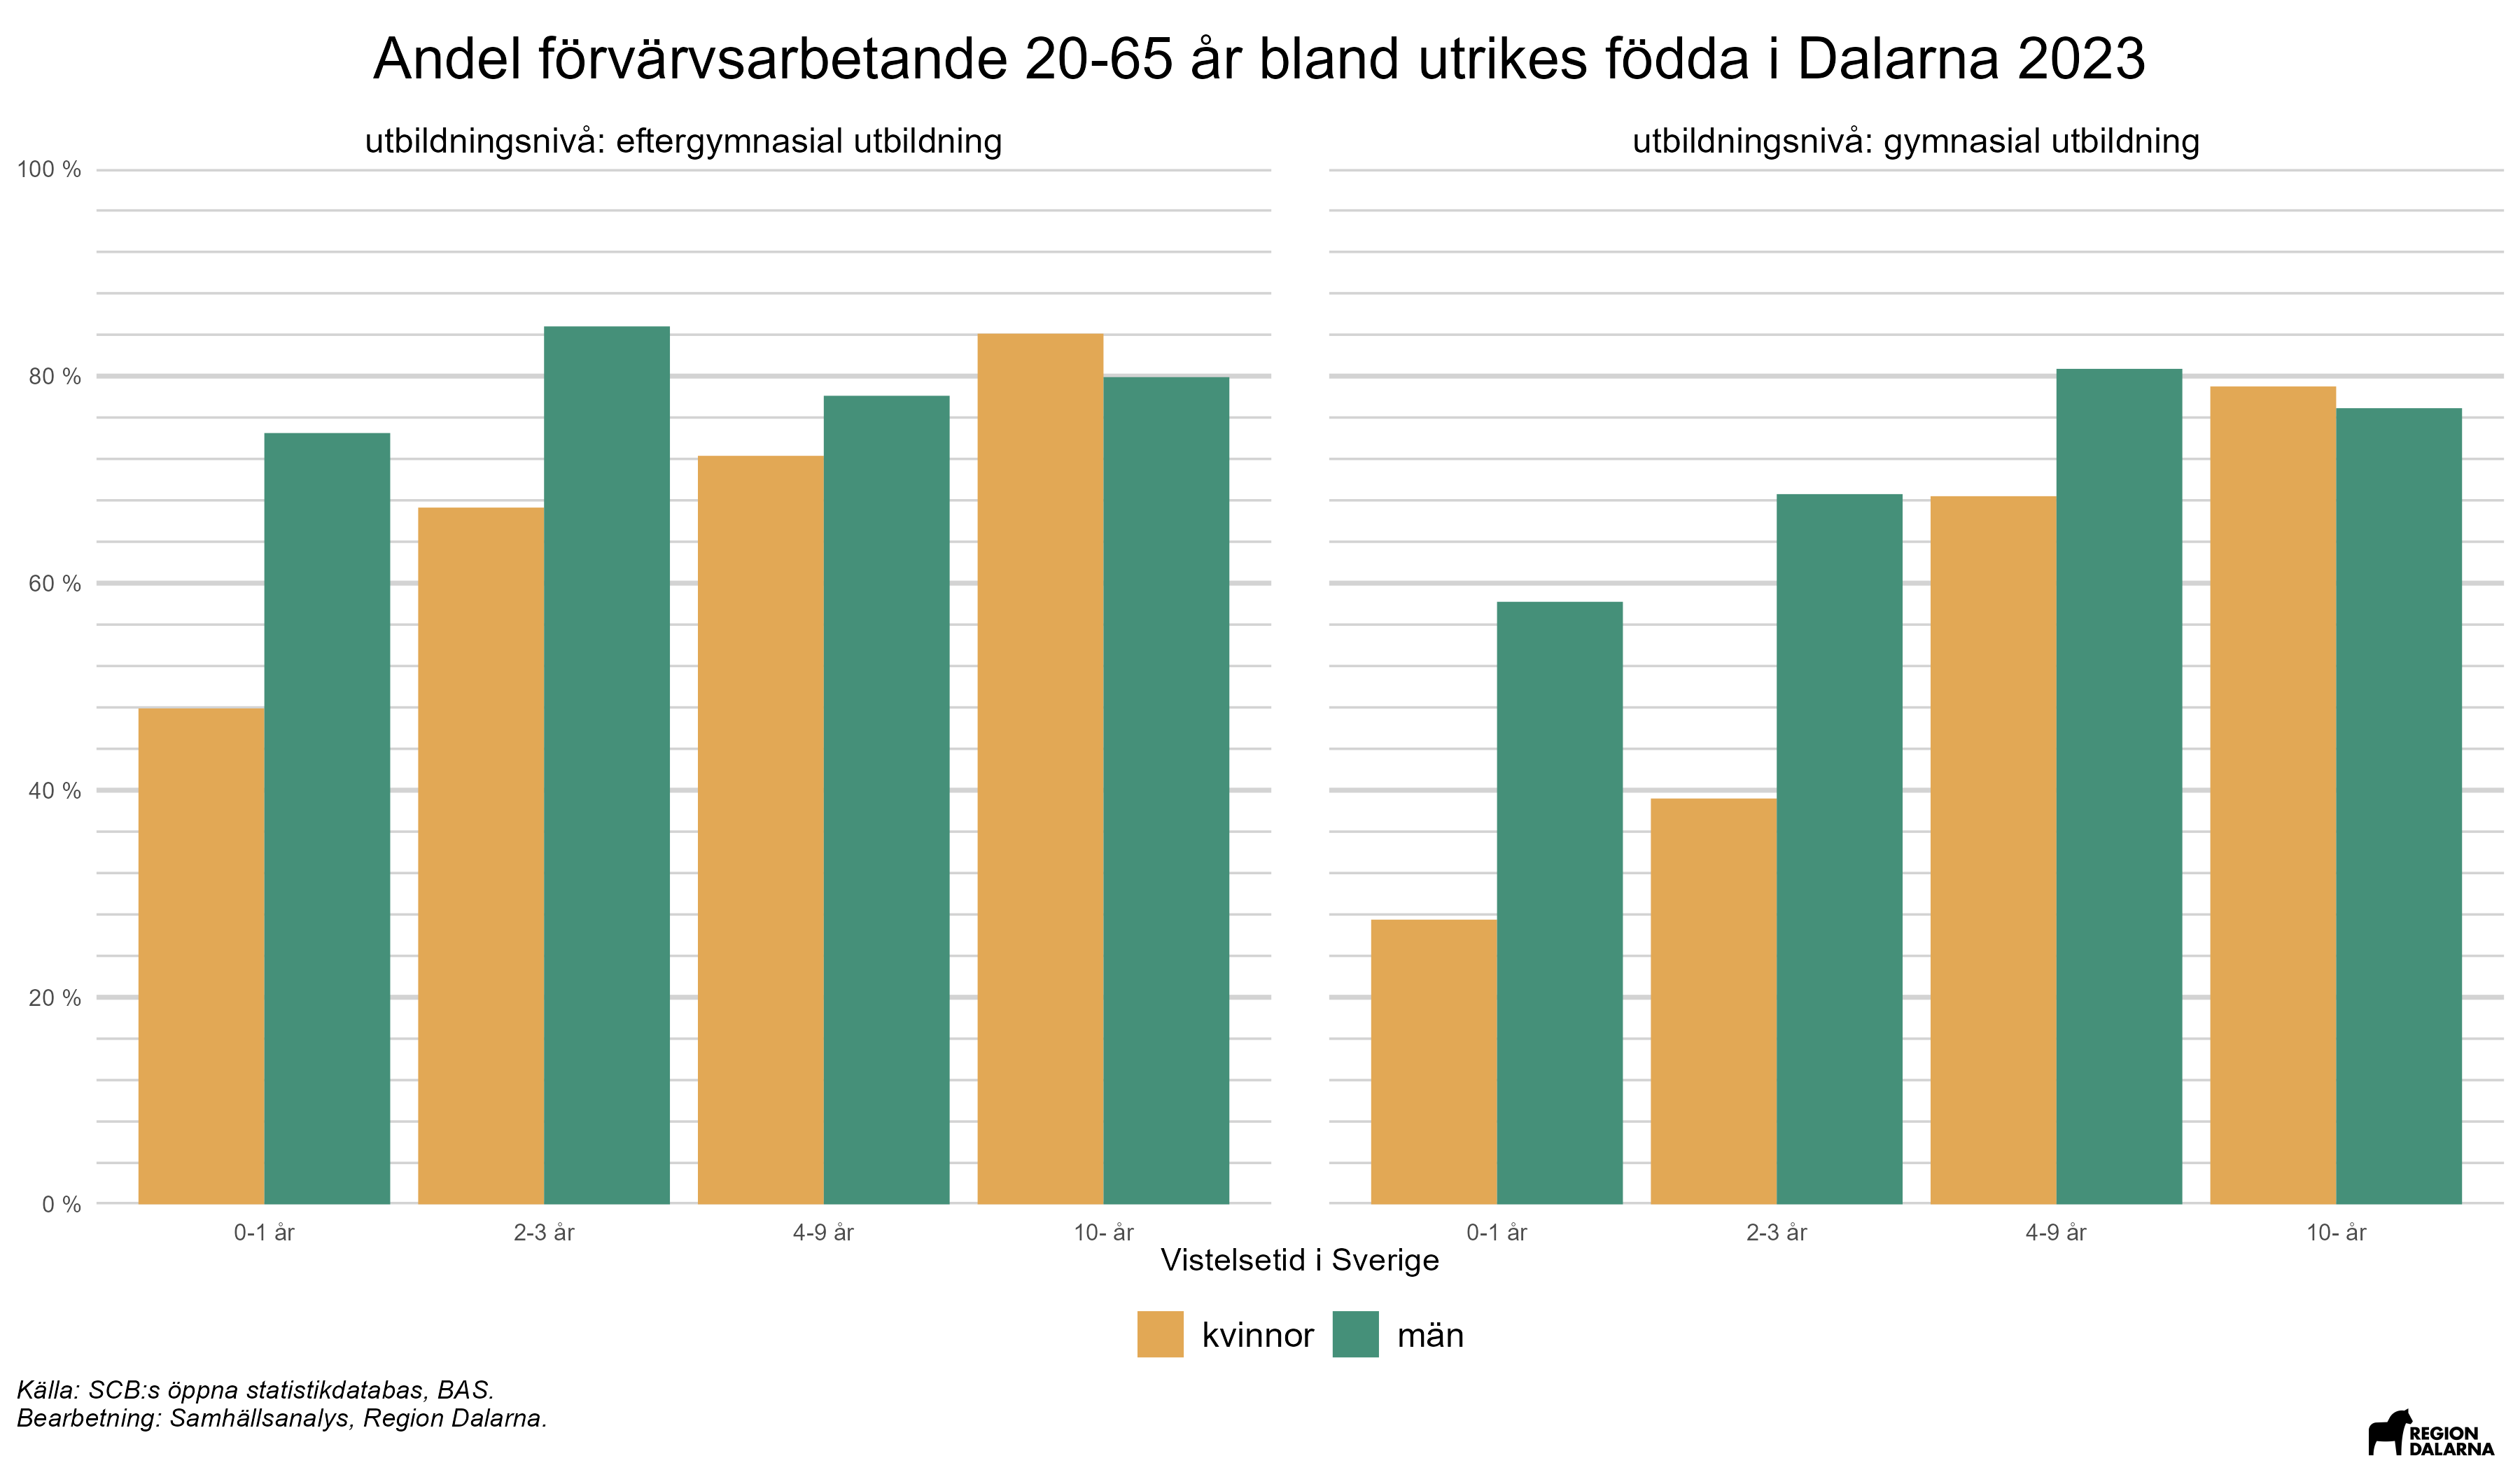 Andel förvärvsarbetande 20-65 år bland utrikes födda i Dalarna 2023
utbildningsnivå: eftergymnasial utbildning
utbildningsnivå: gymnasial utbildning
100 %
80 %
60 %
40 %
20 %
0 %
0-1 år
2-3 år
4-9 år
10- år
0-1 år
2-3 år
4-9 år
10- år
Vistelsetid i Sverige
kvinnor
män
Källa: SCB:s öppna statistikdatabas, BAS.
Bearbetning: Samhällsanalys, Region Dalarna.
REGION
DALARNA